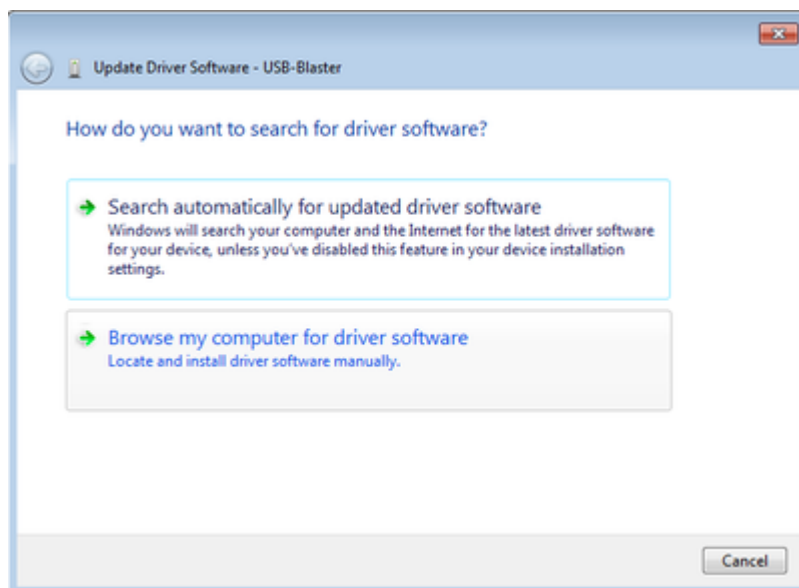 Update Driver Software - USB-Blaster
How do you want to search for driver software?
Search automatically for updated driver software
Windows will search your computer and the Internet for the latest driver software
for your device, unless you've disabled this feature in your device installation
settings.
Browse my computer for driver software
Locate and install driver software manually.
Cancel